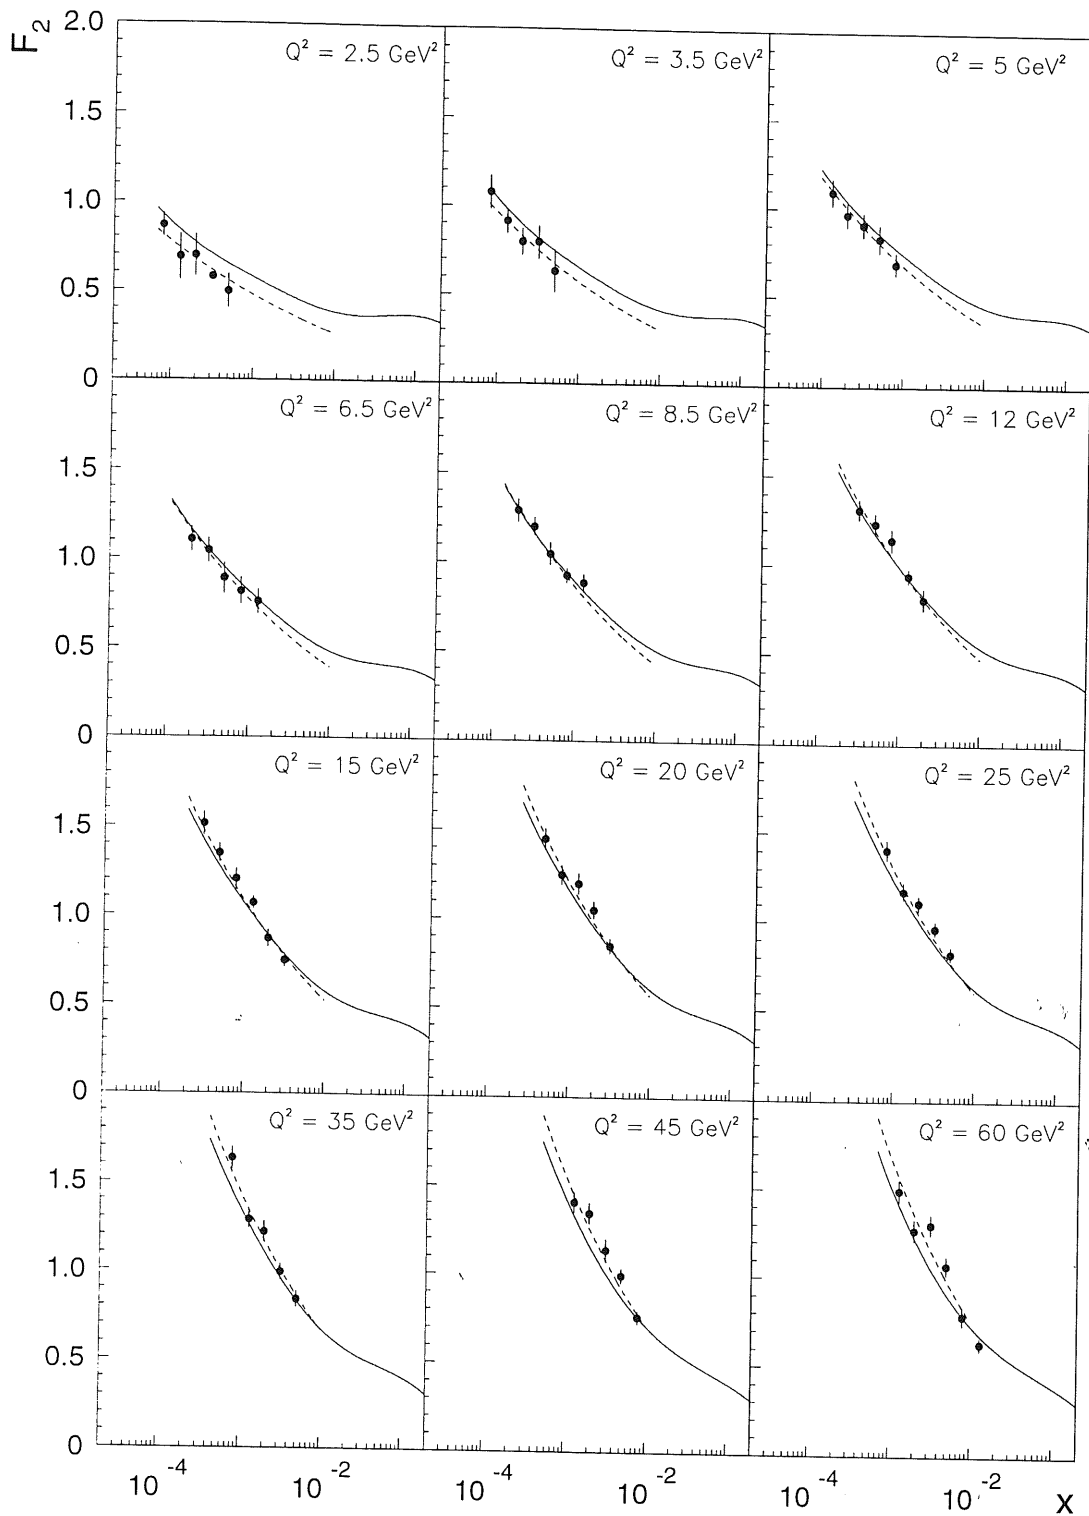 F₂
2.0
Q² = 2.5 GeV²
Q² = 3.5 GeV²
Q² = 5 GeV²
1.5
1.0
0.5
0
Q² = 6.5 GeV²
Q² = 8.5 GeV²
Q² = 12 GeV²
1.5
1.0
0.5
0
Q² = 15 GeV²
Q² = 20 GeV²
Q² = 25 GeV²
1.5
1.0
0.5
0
Q² = 35 GeV²
Q² = 45 GeV²
Q² = 60 GeV²
1.5
1.0
0.5
0
10⁻⁴ 10⁻² 10⁻⁴ 10⁻² 10⁻⁴ 10⁻² x